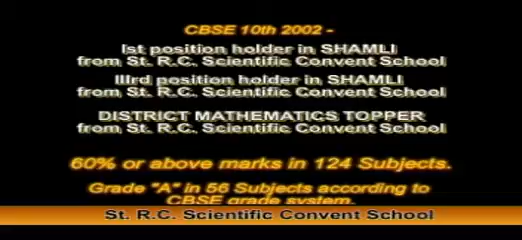 CBSE 10th 2002 -
Ist position holder in SHAMLI
from St. R.C. Scientific Convent School
IIIrd position holder in SHAMLI
from St. R.C. Scientific Convent School
DISTRICT MATHEMATICS TOPPER
from St. R.C. Scientific Convent School
60% or above marks in 124 Subjects.
Grade "A" in 56 Subjects according to
CBSE grade system.
St. R.C. Scientific Convent School